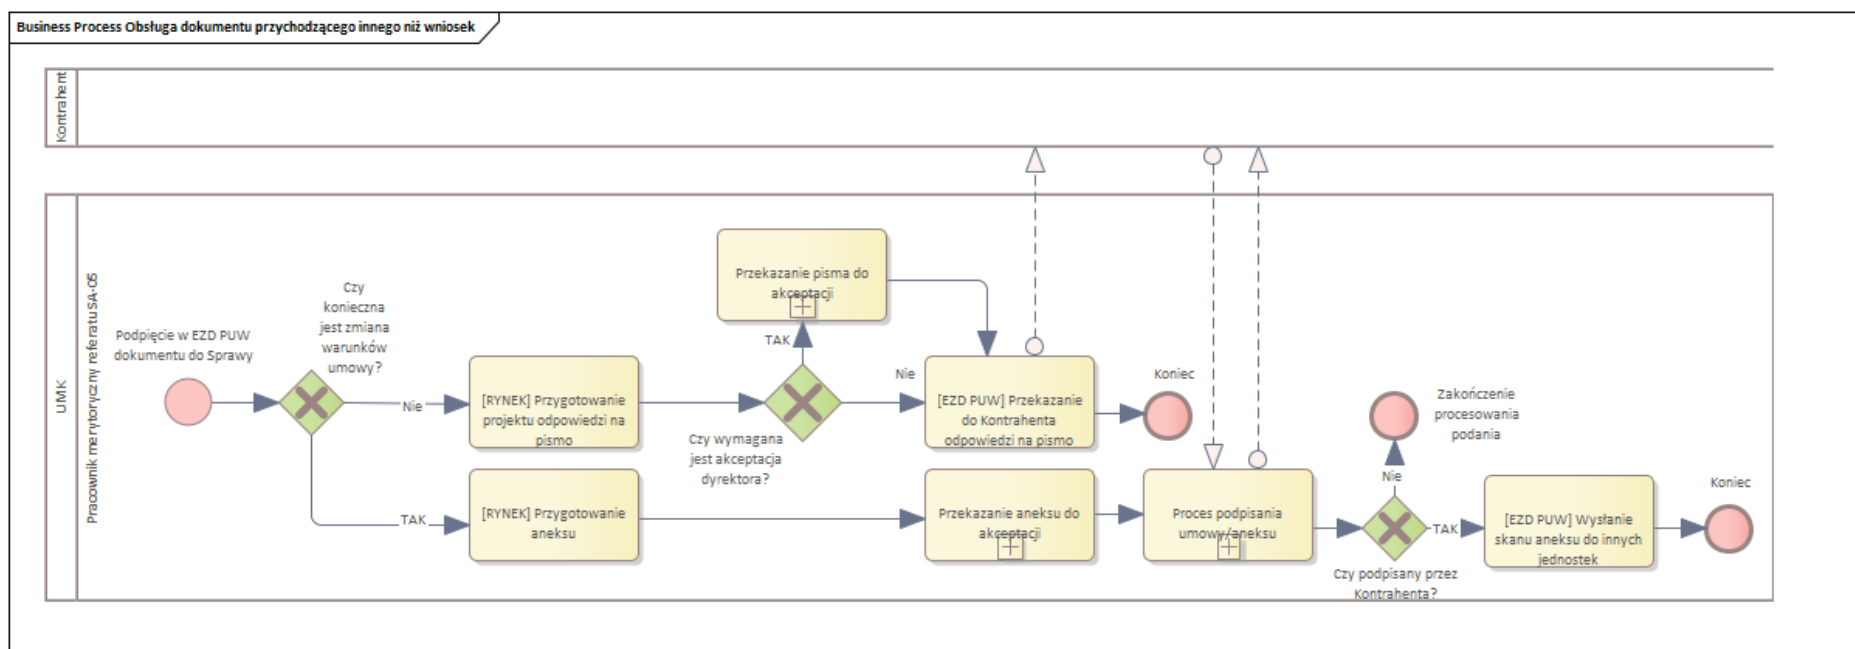 Business Process Obsługa dokumentu przychodzącego innego niż wniosek
Kontrahent
UMK
Pracownik merytoryczny referatu SA-05
Podpięcie w EZD PUW
dokumentu do Sprawy
Czy
konieczna
jest zmiana
warunków
umowy?
Nie
TAK
[RYNEK] Przygotowanie
projektu odpowiedzi na
pismo
[RYNEK] Przygotowanie
aneksu
Czy wymagana
jest akceptacja
dyrektora?
TAK
Nie
Przekazanie pisma do
akceptacji
[EZD PUW] Przekazanie
do Kontrahenta
odpowiedzi na pismo
Koniec
Przekazanie aneksu do
akceptacji
Proces podpisania
umowy/aneksu
Czy podpisany przez
Kontrahenta?
Nie
TAK
Zakończenie
procesowania
podania
[EZD PUW] Wysłanie
skanu aneksu do innych
jednostek
Koniec